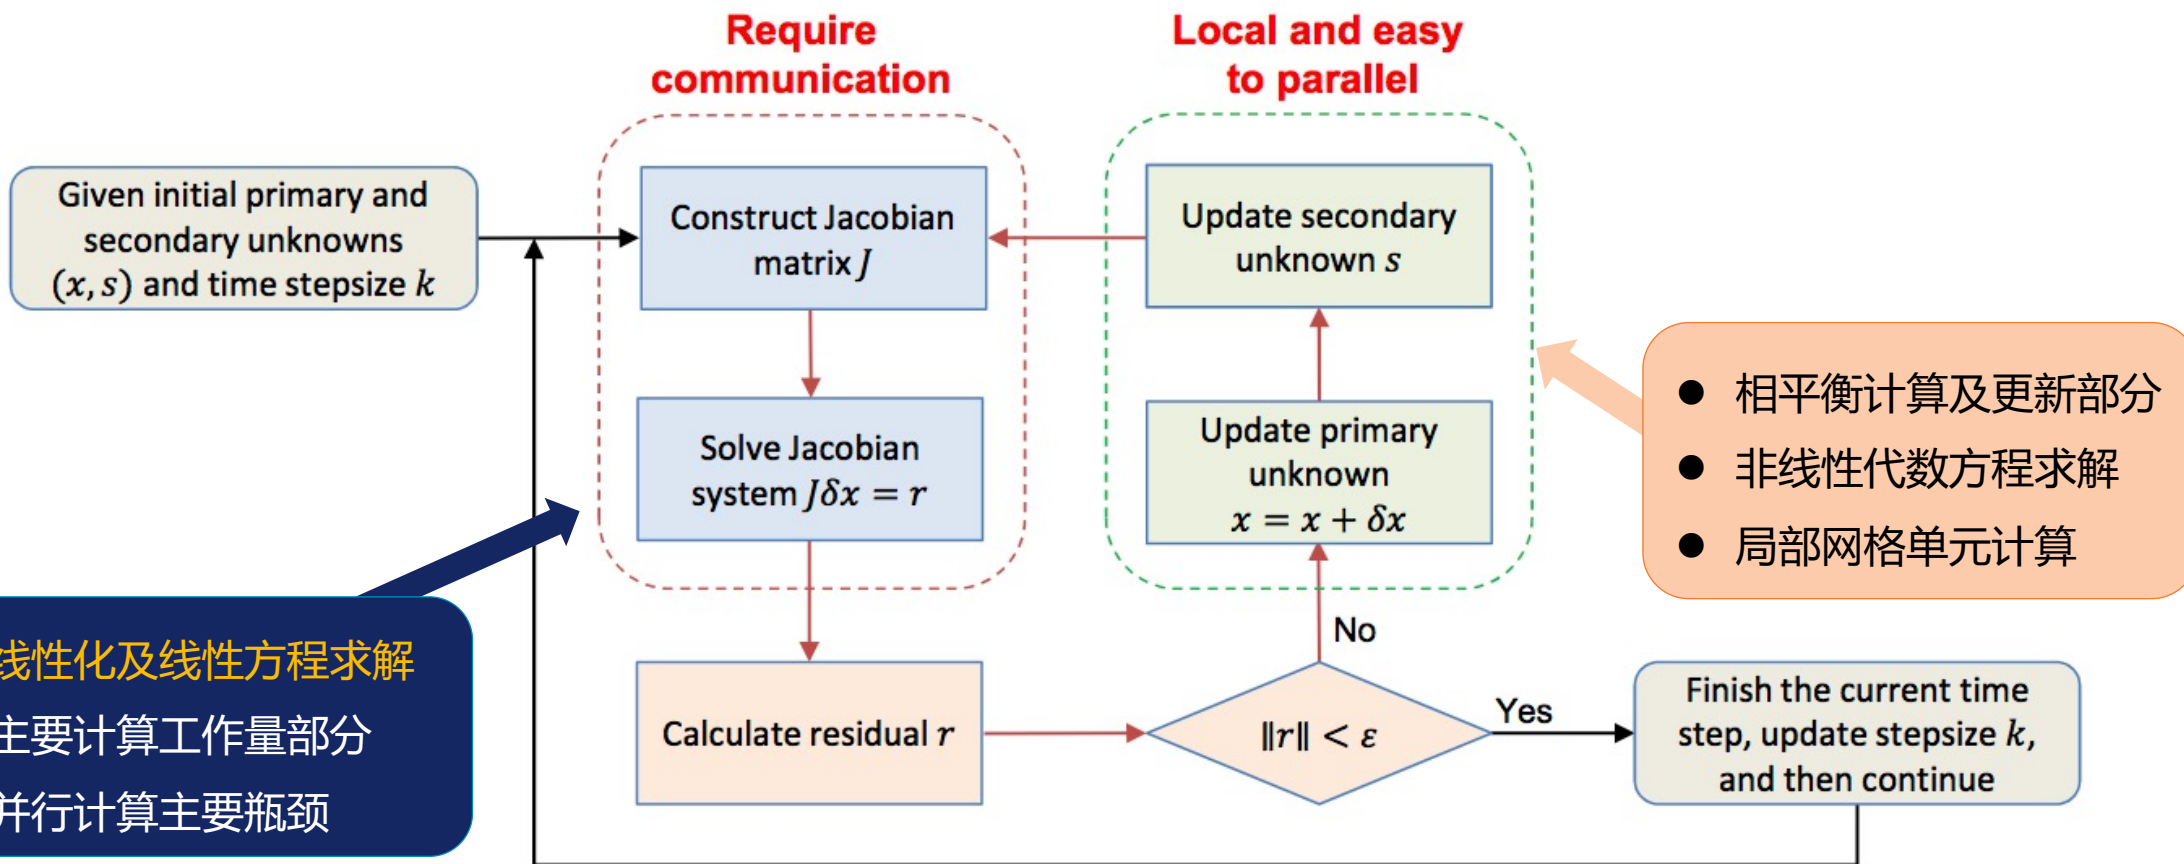 Require
communication
Local and easy
to parallel
Given initial primary and
secondary unknowns
(x, s) and time stepsize k
Construct Jacobian
matrix J
Update secondary
unknown s
Solve Jacobian
system Jδx = r
Update primary
unknown
x = x + δx
● 相平衡计算及更新部分
● 非线性代数方程求解
● 局部网格单元计算
线性化及线性方程求解
主要计算工作量部分
并行计算主要瓶颈
Calculate residual r
‖r‖ < ε
No
Yes
Finish the current time
step, update stepsize k,
and then continue